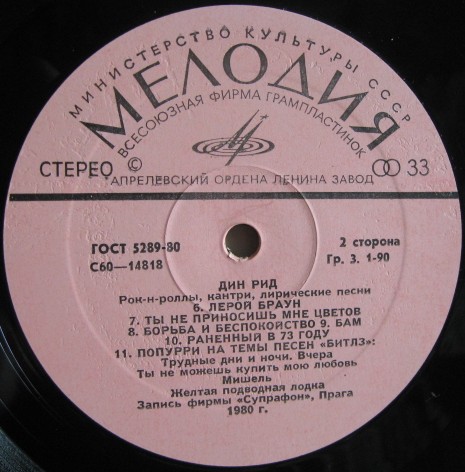 МИНИСТЕРСТВО КУЛЬТУРЫ СССР
МЕЛОДИЯ
ВСЕСОЮЗНАЯ ФИРМА ГРАМПЛАСТИНОК
СТЕРЕО © 33
АПРЕЛЕВСКИЙ ОРДЕНА ЛЕНИНА ЗАВОД
ГОСТ 5289-80 2 сторона
С60—14818 Гр. 3. 1-90
ДИН РИД
Рок-н-роллы, кантри, лирические песни
6. ЛЕРОЙ БРАУН
7. ТЫ НЕ ПРИНОСИШЬ МНЕ ЦВЕТОВ
8. БОРЬБА И БЕСПОКОЙСТВО 9. БАМ
10. РАНЕННЫЙ В 73 ГОДУ
11. ПОПУРРИ НА ТЕМЫ ПЕСЕН «БИТЛЗ»:
Трудные дни и ночи. Вчера
Ты не можешь купить мою любовь
Мишель
Желтая подводная лодка
Запись фирмы «Супрафон», Прага
1980 г.